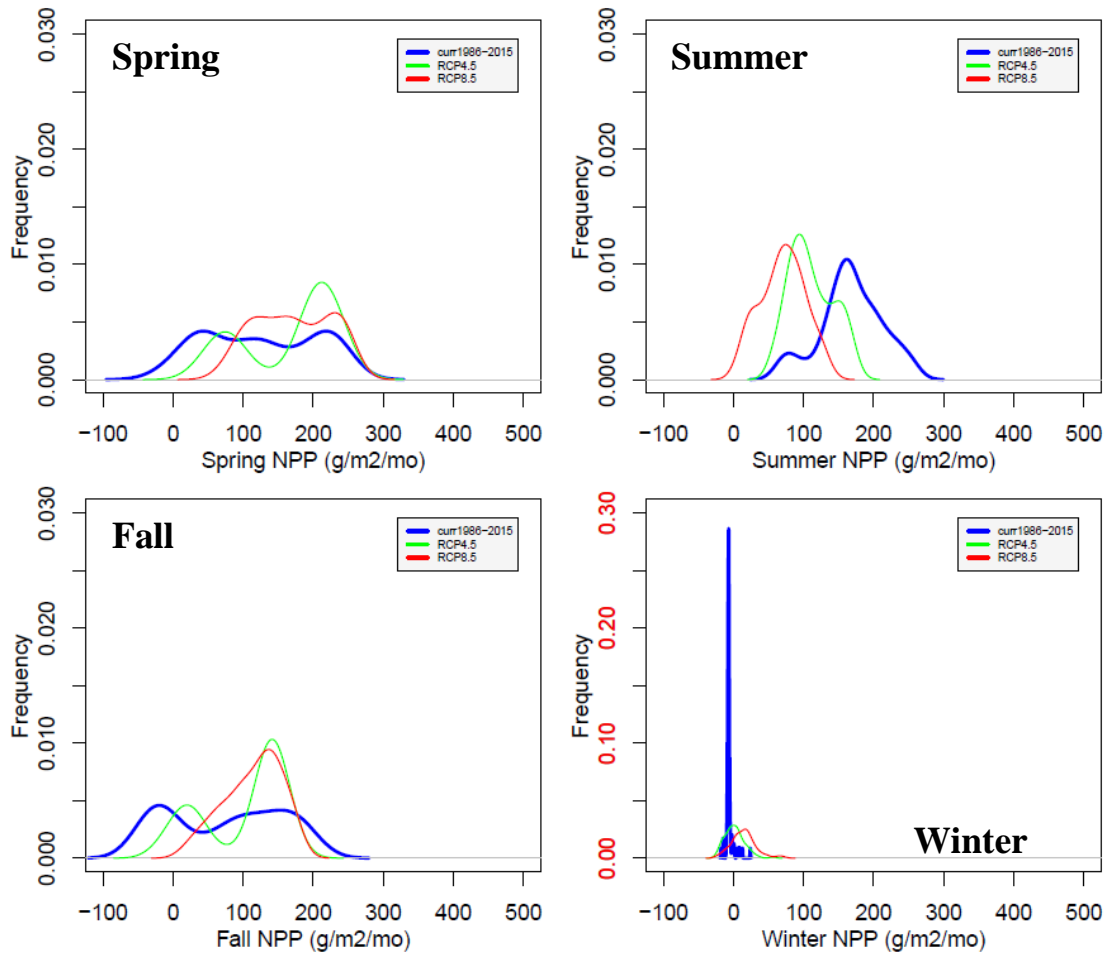 Spring
curr1986-2015
RCP4.5
RCP8.5
Frequency
0.000
0.010
0.020
0.030
−100 0 100 200 300 400 500
Spring NPP (g/m2/mo)
Summer
curr1986-2015
RCP4.5
RCP8.5
Frequency
0.000
0.010
0.020
0.030
−100 0 100 200 300 400 500
Summer NPP (g/m2/mo)
Fall
curr1986-2015
RCP4.5
RCP8.5
Frequency
0.000
0.010
0.020
0.030
−100 0 100 200 300 400 500
Fall NPP (g/m2/mo)
curr1986-2015
RCP4.5
RCP8.5
Frequency
0.00
0.10
0.20
0.30
Winter
−100 0 100 200 300 400 500
Winter NPP (g/m2/mo)